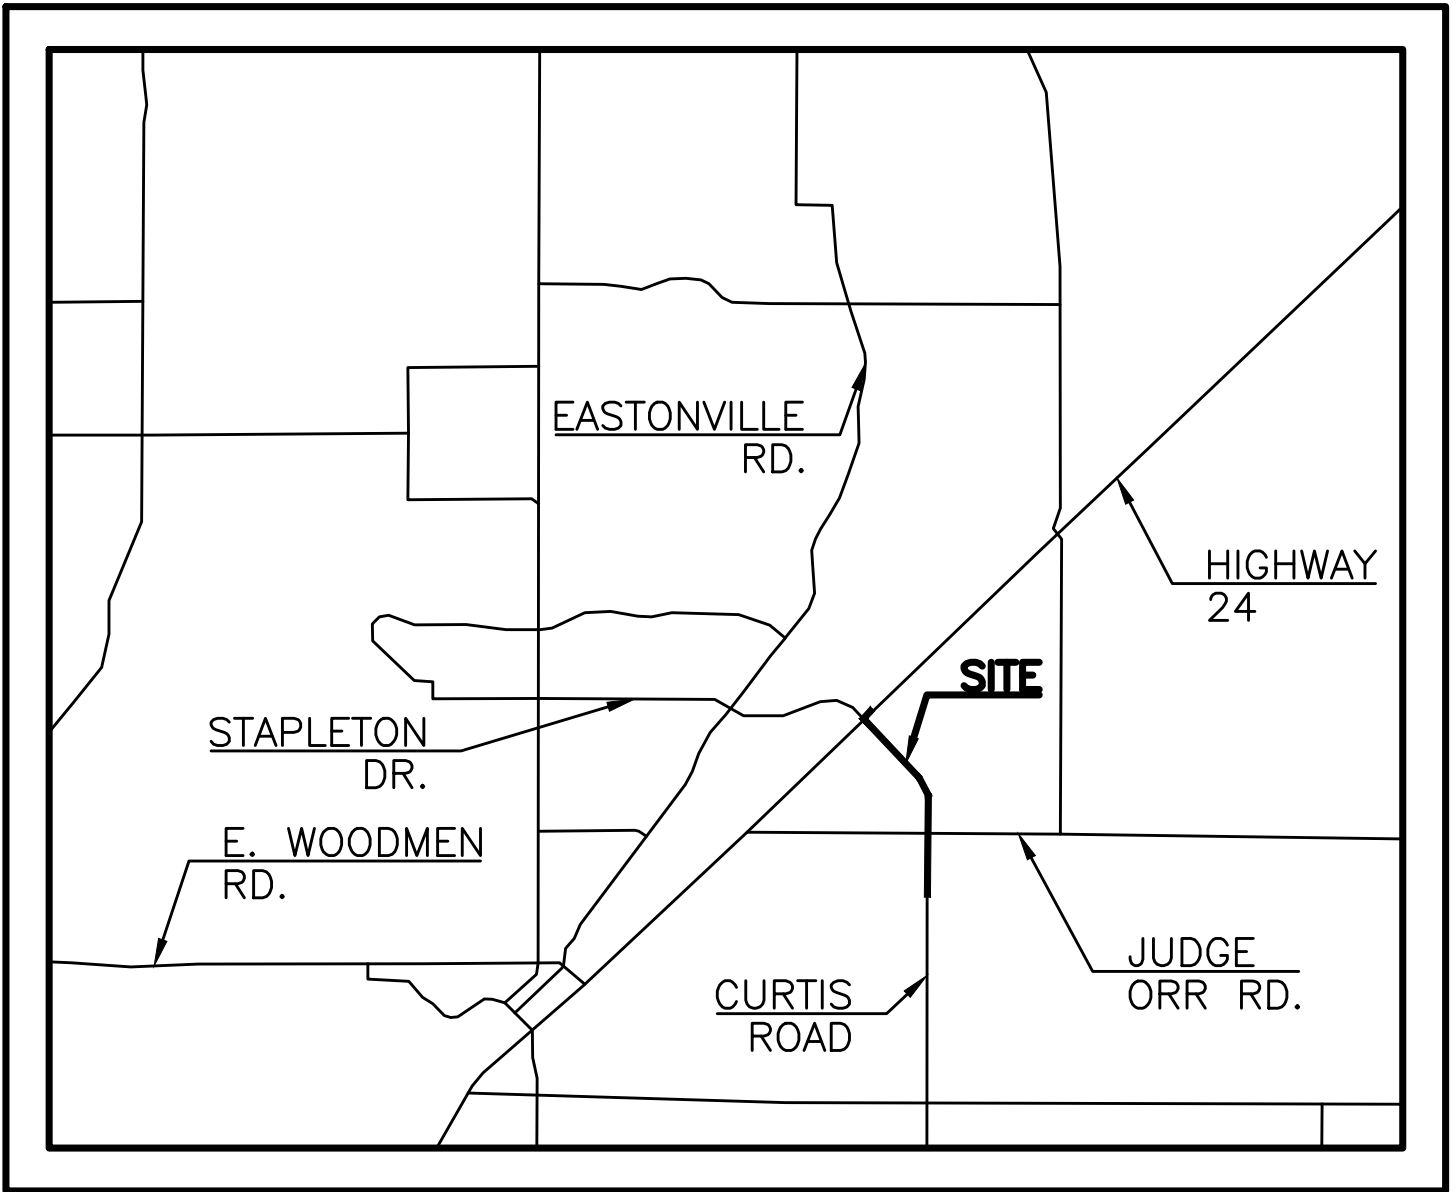 EASTONVILLE
RD.
HIGHWAY
24
SITE
STAPLETON
DR.
E. WOODMEN
RD.
JUDGE
ORR RD.
CURTIS
ROAD